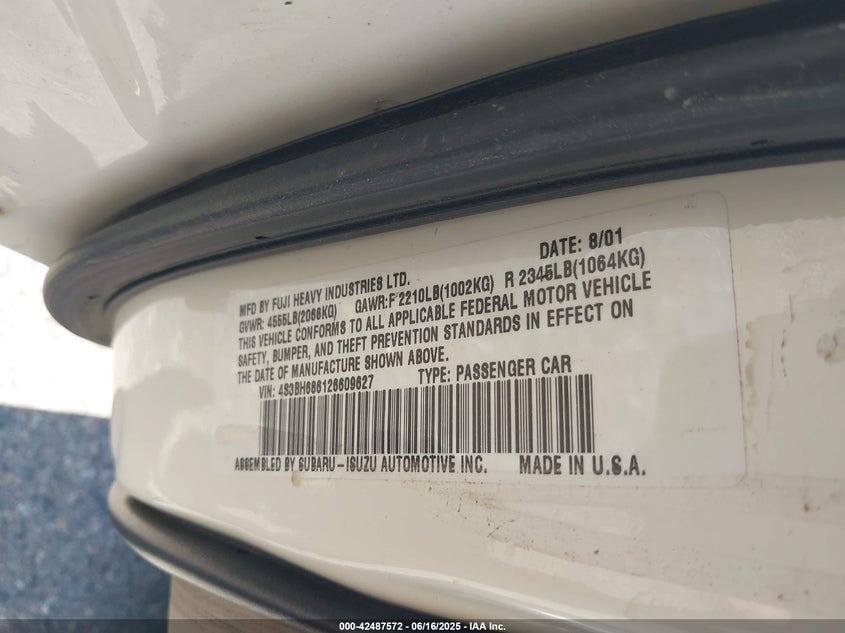 DATE: 8/01
MFD BY FUJI HEAVY INDUSTRIES LTD.
GVWR: 4555LB(2066KG) GAWR:F 2210LB(1002KG) R 2345LB(1064KG)
THIS VEHICLE CONFORMS TO ALL APPLICABLE FEDERAL MOTOR VEHICLE
SAFETY, BUMPER, AND THEFT PREVENTION STANDARDS IN EFFECT ON
THE DATE OF MANUFACTURE SHOWN ABOVE.
VIN: 4S3BH686126609627 TYPE: PASSENGER CAR
ASSEMBLED BY SUBARU-ISUZU AUTOMOTIVE INC. MADE IN U.S.A.
000-42487572 - 06/16/2025 - IAA Inc.